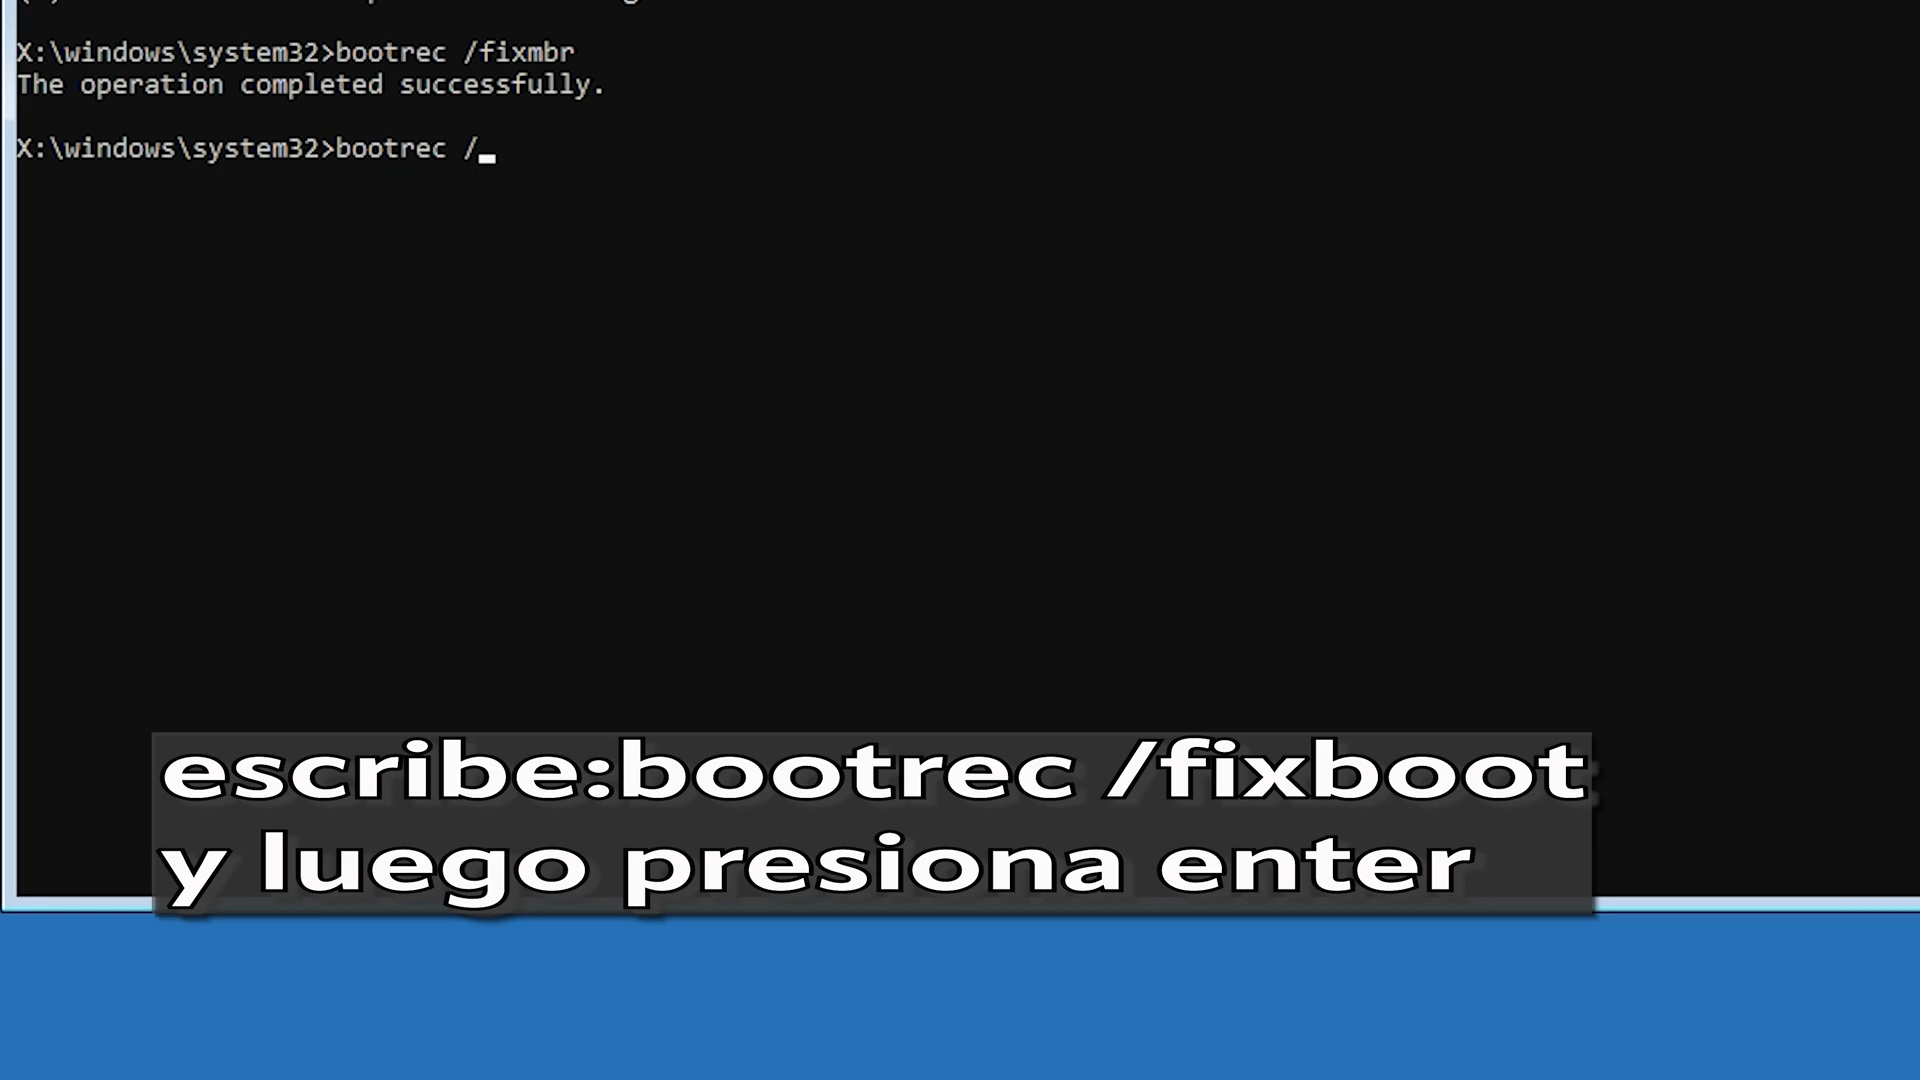 X:\windows\system32>bootrec /fixmbr
The operation completed successfully.
X:\windows\system32>bootrec /
escribe:bootrec /fixboot
y luego presiona enter